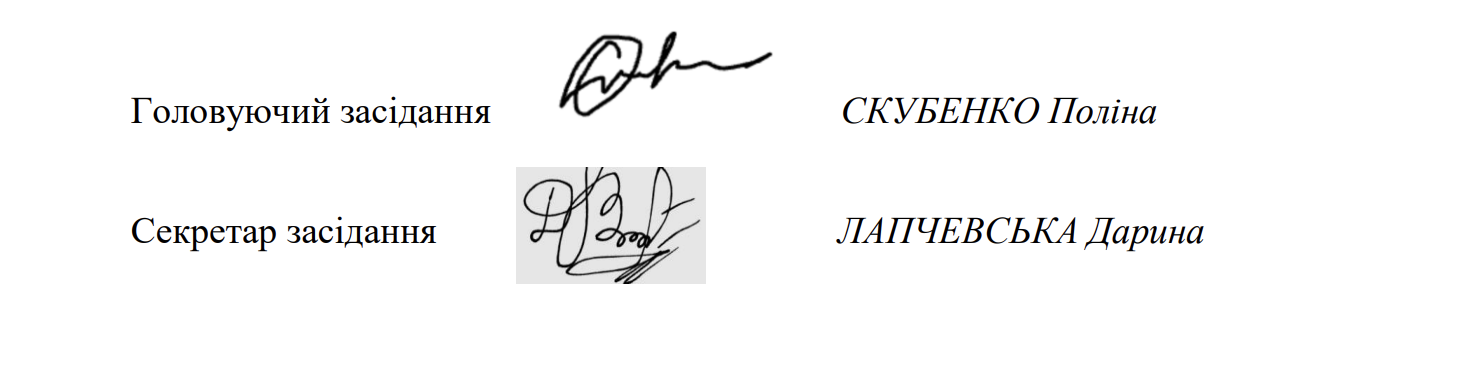 Головуючий засідання СКУБЕНКО Поліна
Секретар засідання ЛАПЧЕВСЬКА Дарина